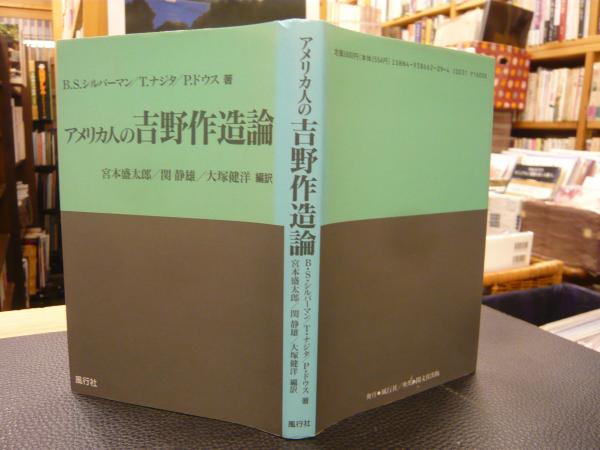 B.S.シルバーマン/T.ナジタ/P.ドウス 著
アメリカ人の吉野作造論
宮本盛太郎/関 静雄/大塚健洋 編訳
風行社
アメリカ人の吉野作造論
B・S・シルバーマン/T・ナジタ/P・ドウス 著
宮本盛太郎/関 静雄/大塚健洋 編訳
風行社